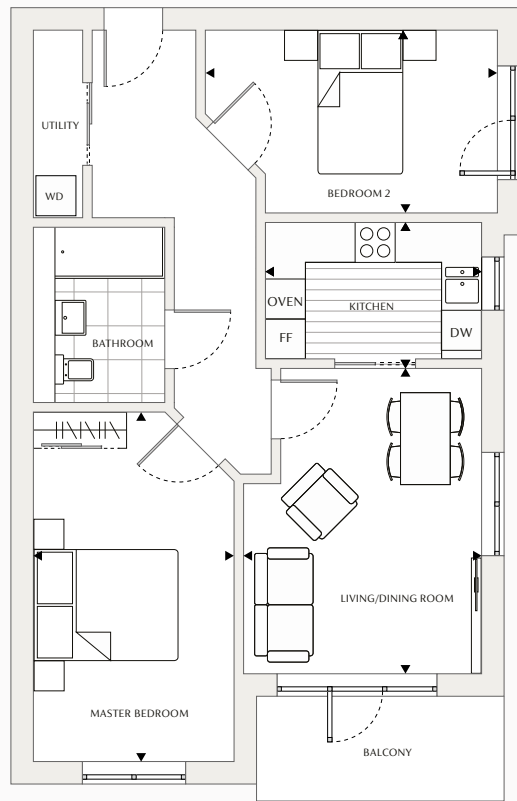 UTILITY
WD
BEDROOM 2
OVEN
KITCHEN
FF
DW
BATHROOM
LIVING/DINING ROOM
MASTER BEDROOM
BALCONY